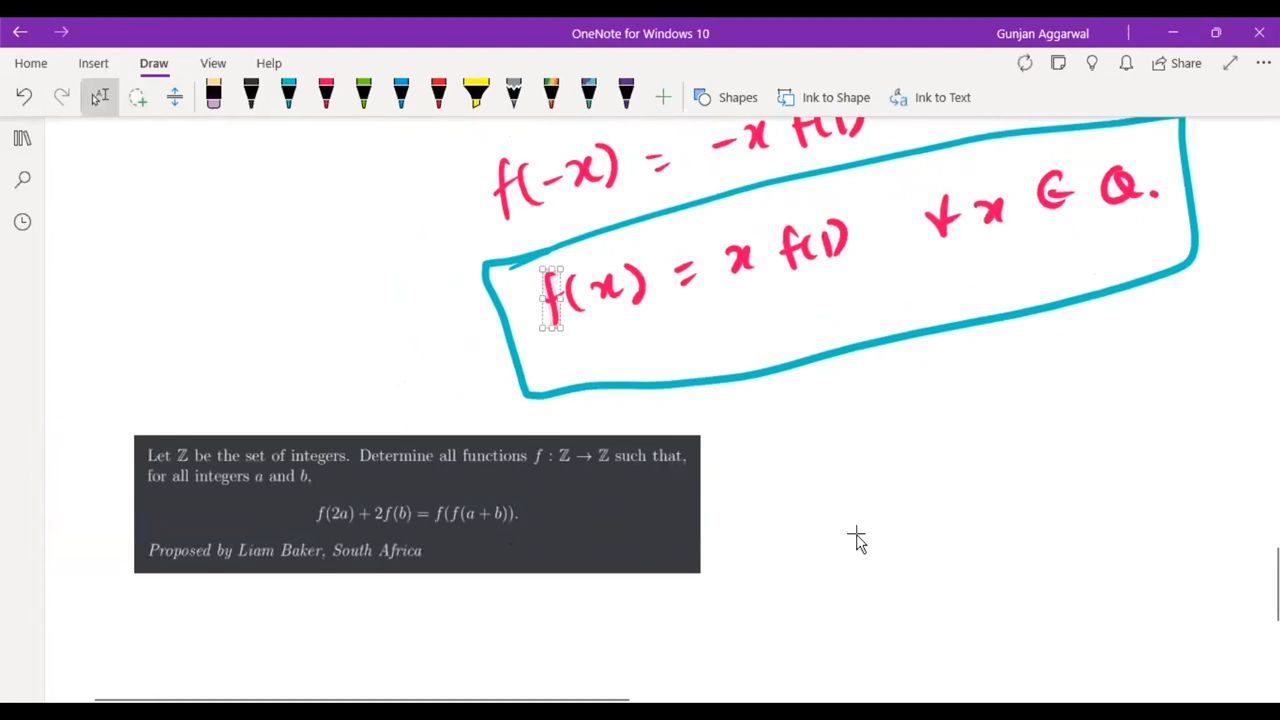 OneNote for Windows 10
Gunjan Aggarwal
Home Insert Draw View Help
Share
Shapes
Ink to Shape
Ink to Text
f(-x) = -x f(1)
f(x) = x f(1) ∀ x ∈ Q.
Let ℤ be the set of integers. Determine all functions f : ℤ → ℤ such that,
for all integers a and b,
f(2a) + 2f(b) = f(f(a + b)).
Proposed by Liam Baker, South Africa